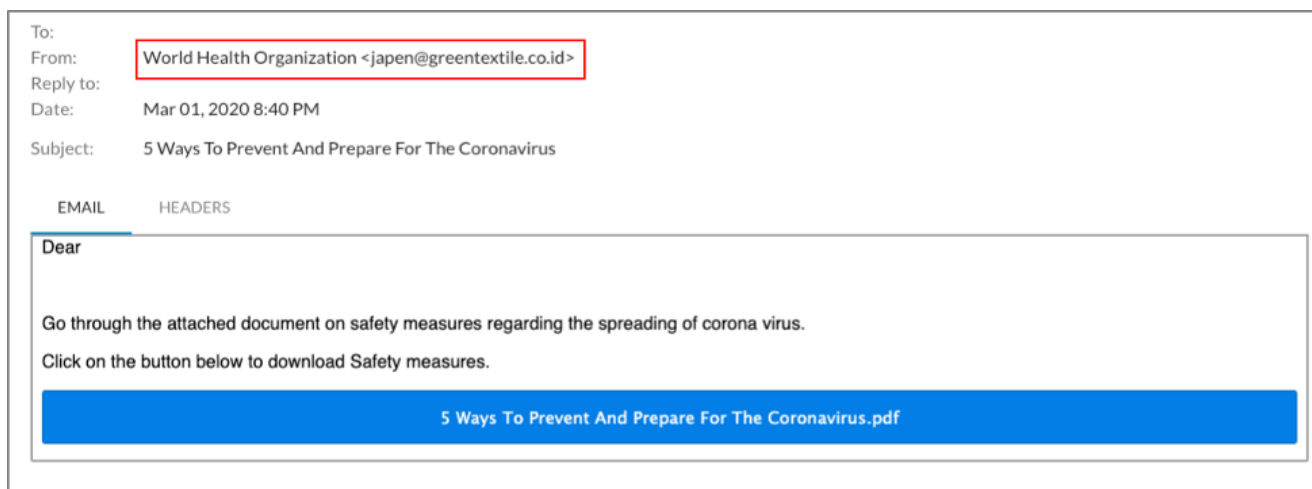 To:
From: World Health Organization <japen@greentextile.co.id>
Reply to:
Date: Mar 01, 2020 8:40 PM
Subject: 5 Ways To Prevent And Prepare For The Coronavirus
EMAIL HEADERS
Dear
Go through the attached document on safety measures regarding the spreading of corona virus.
Click on the button below to download Safety measures.
5 Ways To Prevent And Prepare For The Coronavirus.pdf